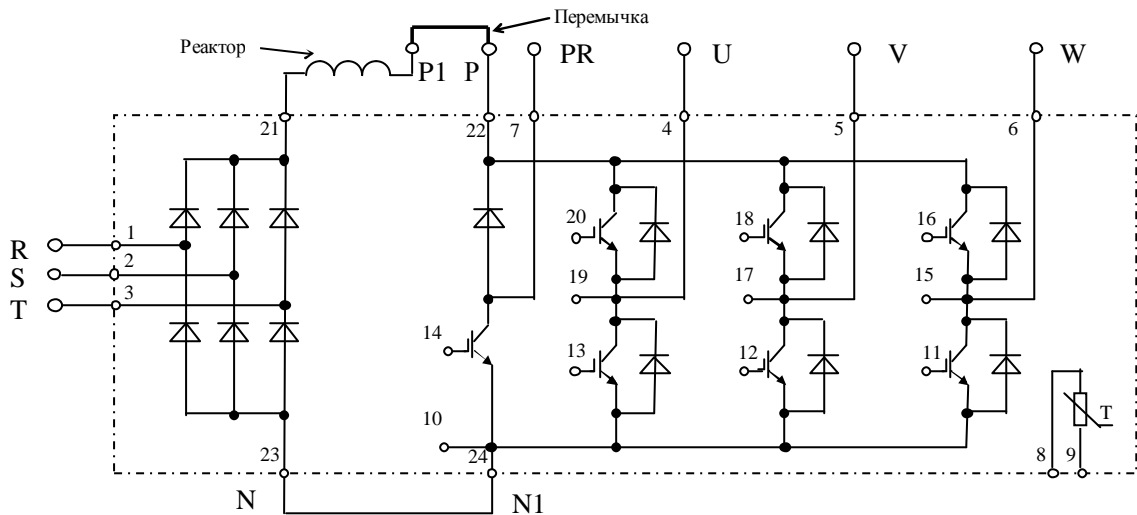 Перемычка
Реактор
P1 P PR U V W
21 22 7 4 5 6
20 18 16
R 1
S 2
T 3
19 17 15
14 13 12 11
10
T
23 24 8 9
N N1